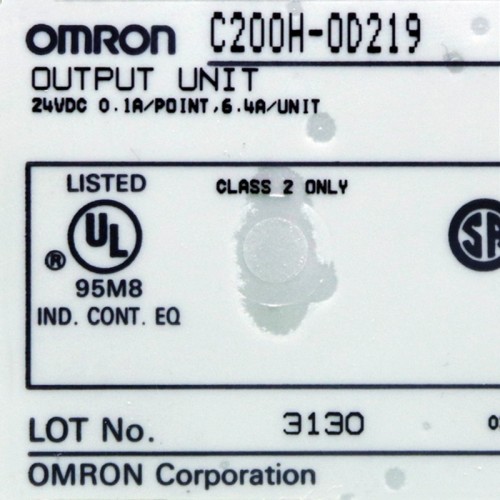 OMRON C200H-OD219
OUTPUT UNIT
24VDC 0.1A/POINT,6.4A/UNIT
LISTED CLASS 2 ONLY
UL SA
®
95M8
IND. CONT. EQ
LOT No. 3130
OMRON Corporation